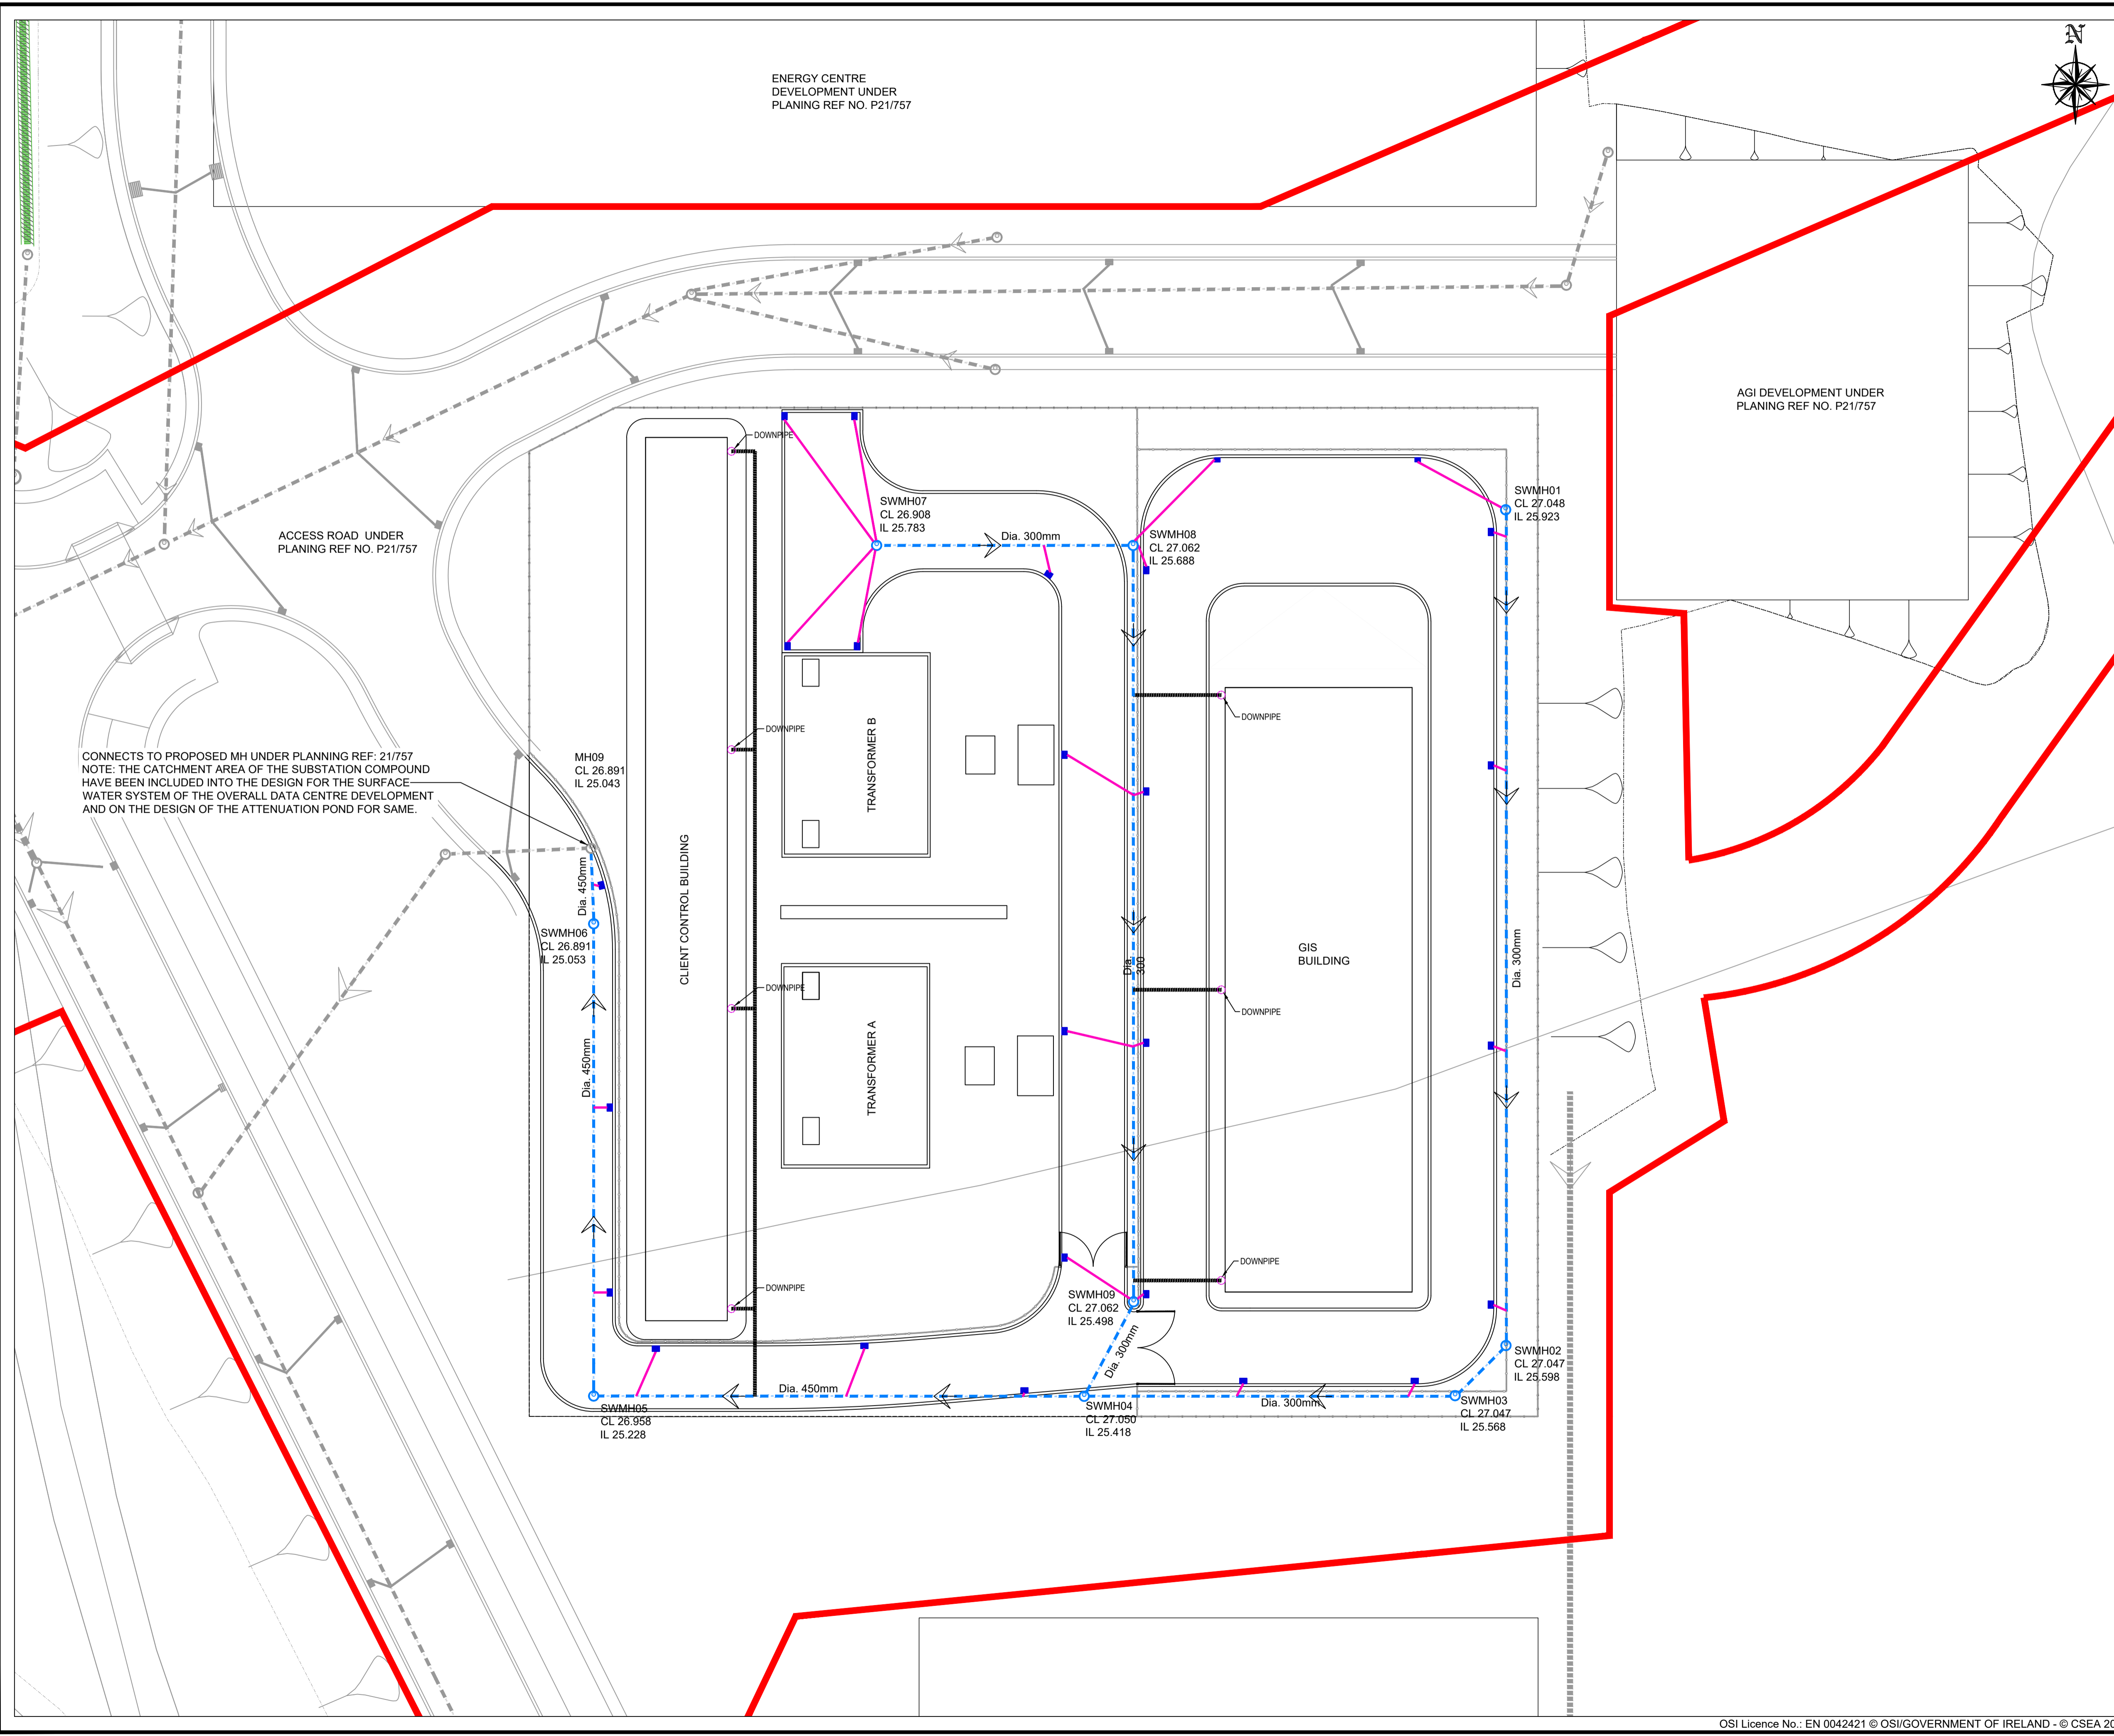 N
ENERGY CENTRE
DEVELOPMENT UNDER
PLANING REF NO. P21/757
AGI DEVELOPMENT UNDER
PLANING REF NO. P21/757
DOWNPIPE
SWMH07
CL 26.908
IL 25.783
SWMH01
CL 27.048
IL 25.923
ACCESS ROAD UNDER
PLANING REF NO. P21/757
Dia. 300mm
SWMH08
CL 27.062
IL 25.688
DOWNPIPE
DOWNPIPE
TRANSFORMER B
CONNECTS TO PROPOSED MH UNDER PLANNING REF: 21/757
NOTE: THE CATCHMENT AREA OF THE SUBSTATION COMPOUND
HAVE BEEN INCLUDED INTO THE DESIGN FOR THE SURFACE
WATER SYSTEM OF THE OVERALL DATA CENTRE DEVELOPMENT
AND ON THE DESIGN OF THE ATTENUATION POND FOR SAME.
MH09
CL 26.891
IL 25.043
Dia. 450mm
CLIENT CONTROL BUILDING
SWMH06
CL 26.891
IL 25.053
Dia.
300
GIS
BUILDING
Dia. 300mm
DOWNPIPE
DOWNPIPE
Dia. 450mm
TRANSFORMER A
DOWNPIPE
DOWNPIPE
SWMH09
CL 27.062
IL 25.498
Dia. 300mm
SWMH02
CL 27.047
IL 25.598
Dia. 450mm
SWMH05
CL 26.958
IL 25.228
SWMH04
CL 27.050
IL 25.418
Dia. 300mm
SWMH03
CL 27.047
IL 25.568
OSI Licence No.: EN 0042421 © OSI/GOVERNMENT OF IRELAND - © CSEA 20